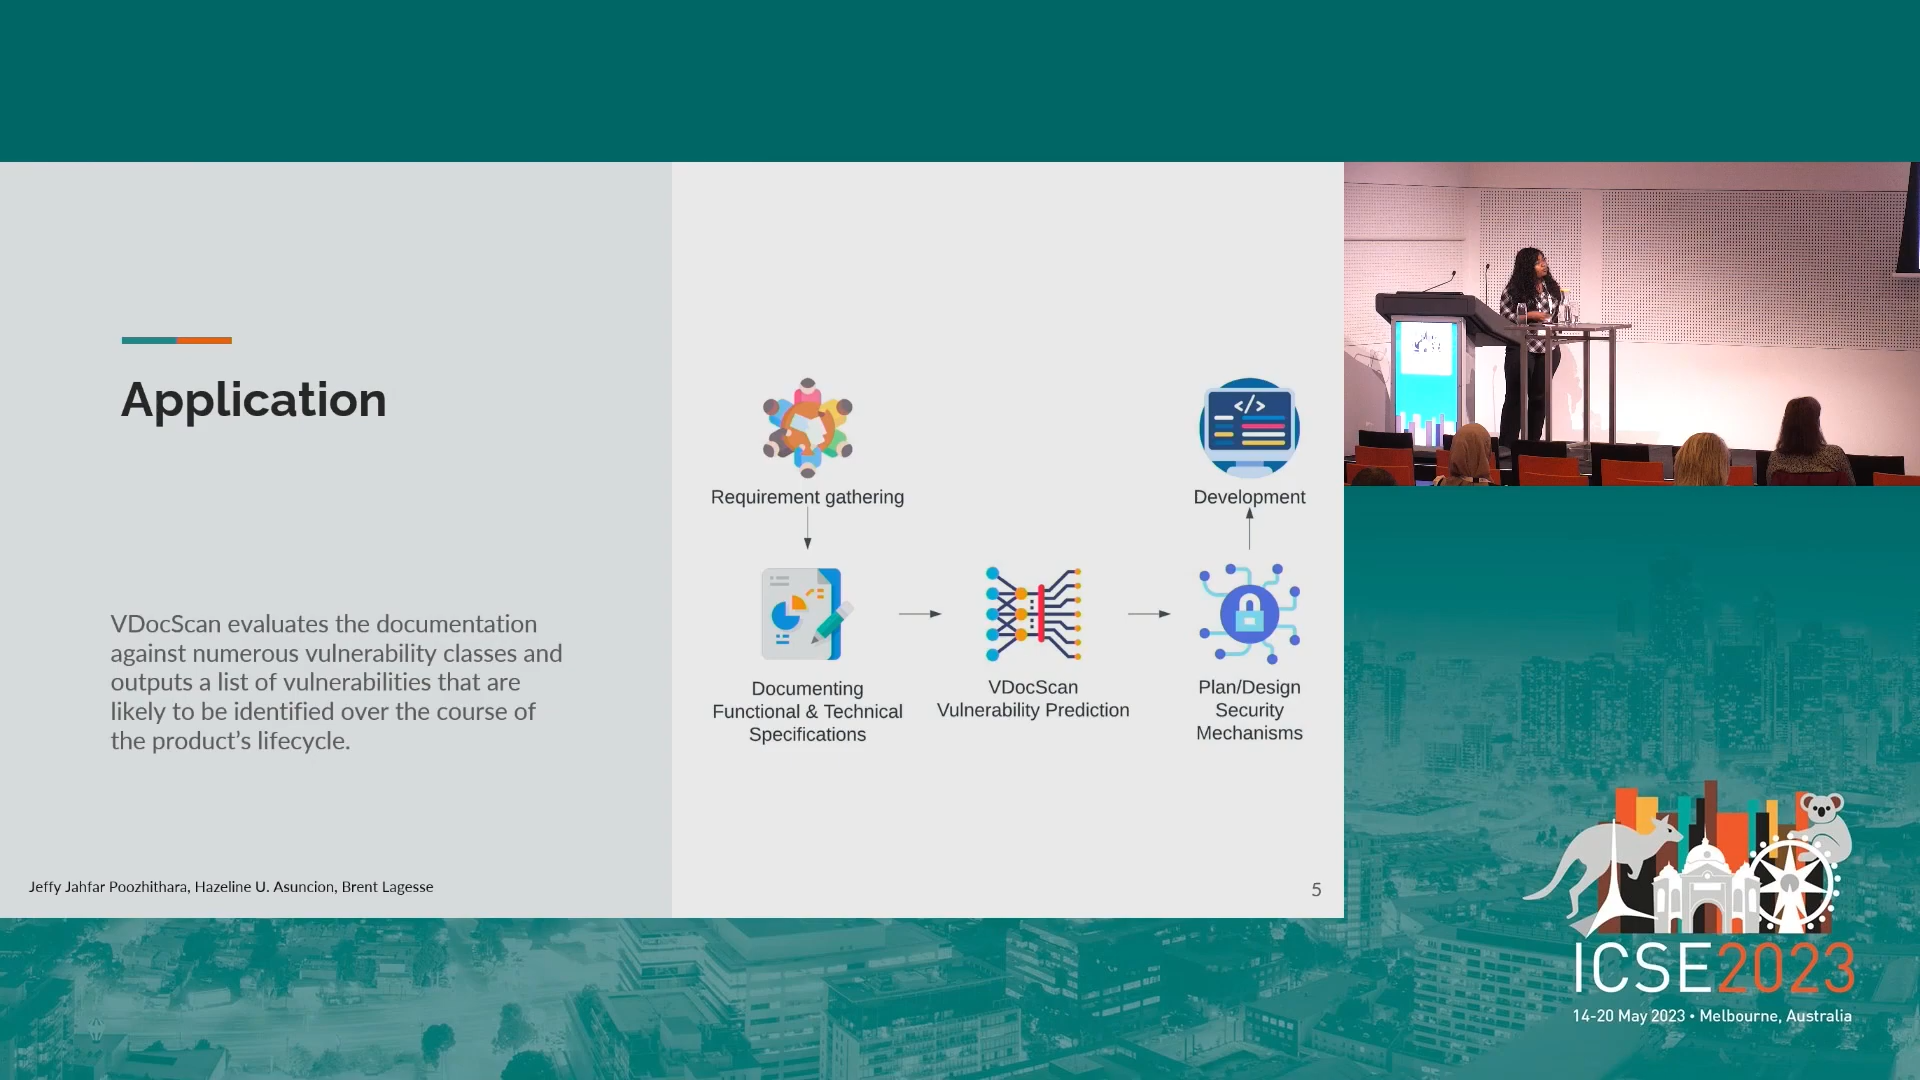 Application
VDocScan evaluates the documentation
against numerous vulnerability classes and
outputs a list of vulnerabilities that are
likely to be identified over the course of
the product's lifecycle.
Requirement gathering
Development
</>
Documenting
Functional & Technical
Specifications
VDocScan
Vulnerability Prediction
Plan/Design
Security
Mechanisms
Jeffy Jahfar Poozhithara, Hazeline U. Asuncion, Brent Lagesse
5
ICSE2023
14-20 May 2023 • Melbourne, Australia